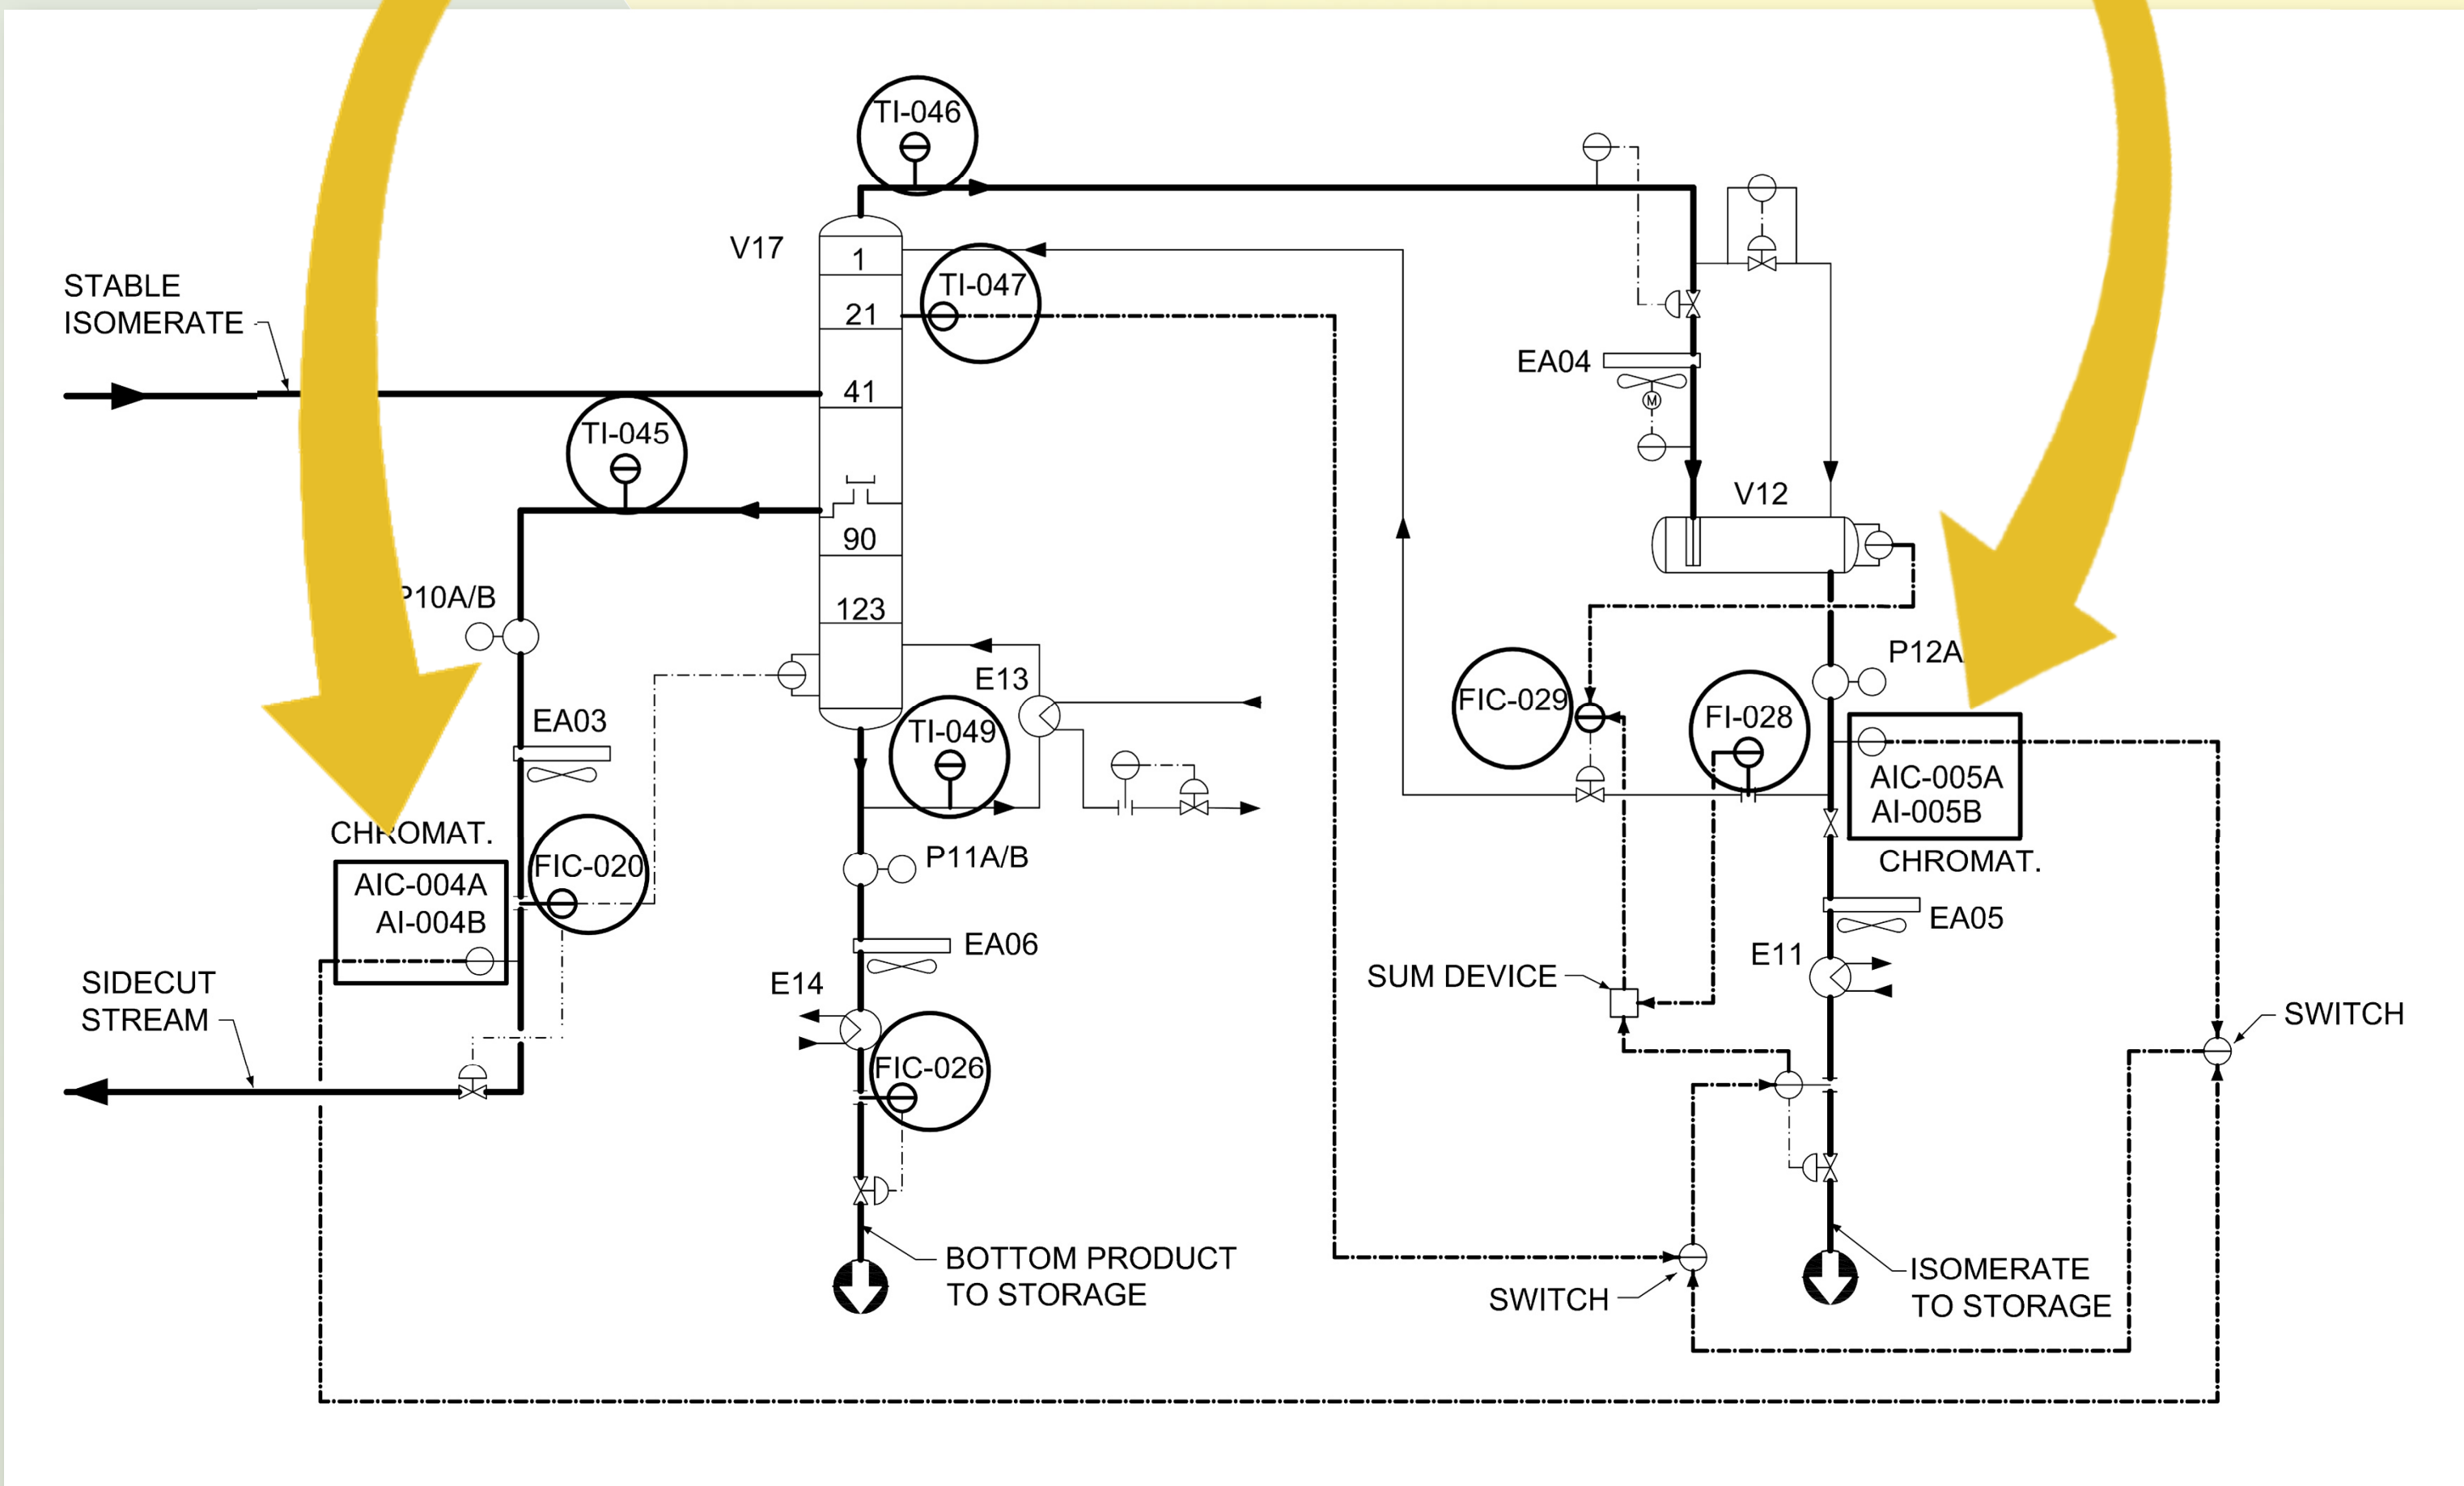 TI-046
V17
1
TI-047
STABLE
ISOMERATE
21
EA04
41
M
TI-045
V12
90
P10A/B
123
P12A
E13
FIC-029
FI-028
EA03
TI-049
AIC-005A
AI-005B
CHROMAT.
CHROMAT.
FIC-020
P11A/B
AIC-004A
AI-004B
EA05
EA06
E11
SIDECUT
STREAM
E14
SUM DEVICE
SWITCH
FIC-026
BOTTOM PRODUCT
TO STORAGE
SWITCH
ISOMERATE
TO STORAGE